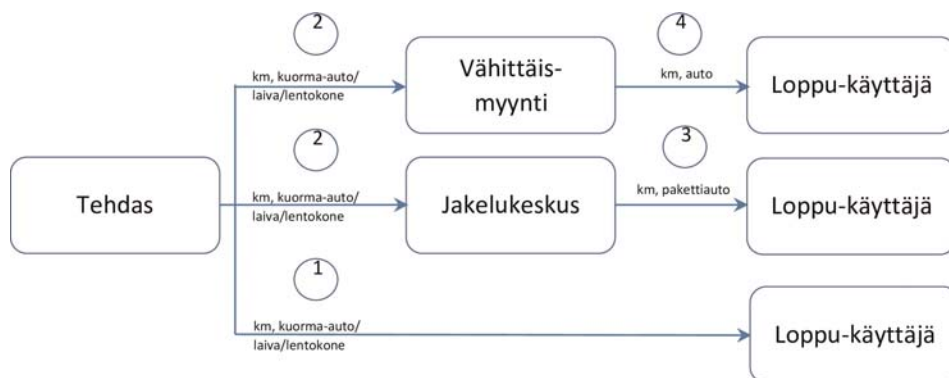 2
4
km, kuorma-auto/
laiva/lentokone
Vähittäis-
myynti
km, auto
Loppu-käyttäjä
2
3
Tehdas
km, kuorma-auto/
laiva/lentokone
Jakelukeskus
km, pakettiauto
Loppu-käyttäjä
1
km, kuorma-auto/
laiva/lentokone
Loppu-käyttäjä